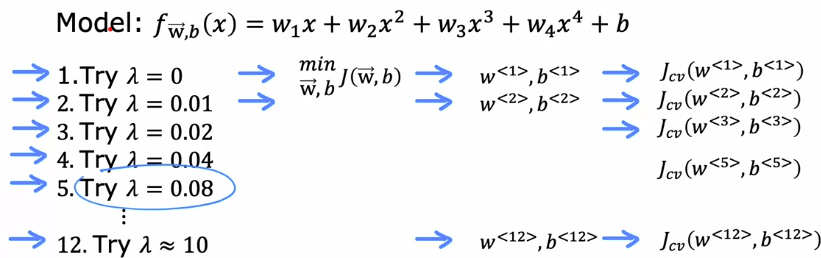 Model: f_{w⃗,b}(x) = w₁x + w₂x² + w₃x³ + w₄x⁴ + b
→ 1. Try λ = 0 → min_{w⃗,b} J(w⃗,b) → w^{<1>}, b^{<1>} → J_{cv}(w^{<1>}, b^{<1>})
→ 2. Try λ = 0.01 → w^{<2>}, b^{<2>} → J_{cv}(w^{<2>}, b^{<2>})
→ 3. Try λ = 0.02 → J_{cv}(w^{<3>}, b^{<3>})
→ 4. Try λ = 0.04
→ 5. Try λ = 0.08 J_{cv}(w^{<5>}, b^{<5>})
⋮
→ 12. Try λ ≈ 10 → w^{<12>}, b^{<12>} → J_{cv}(w^{<12>}, b^{<12>})